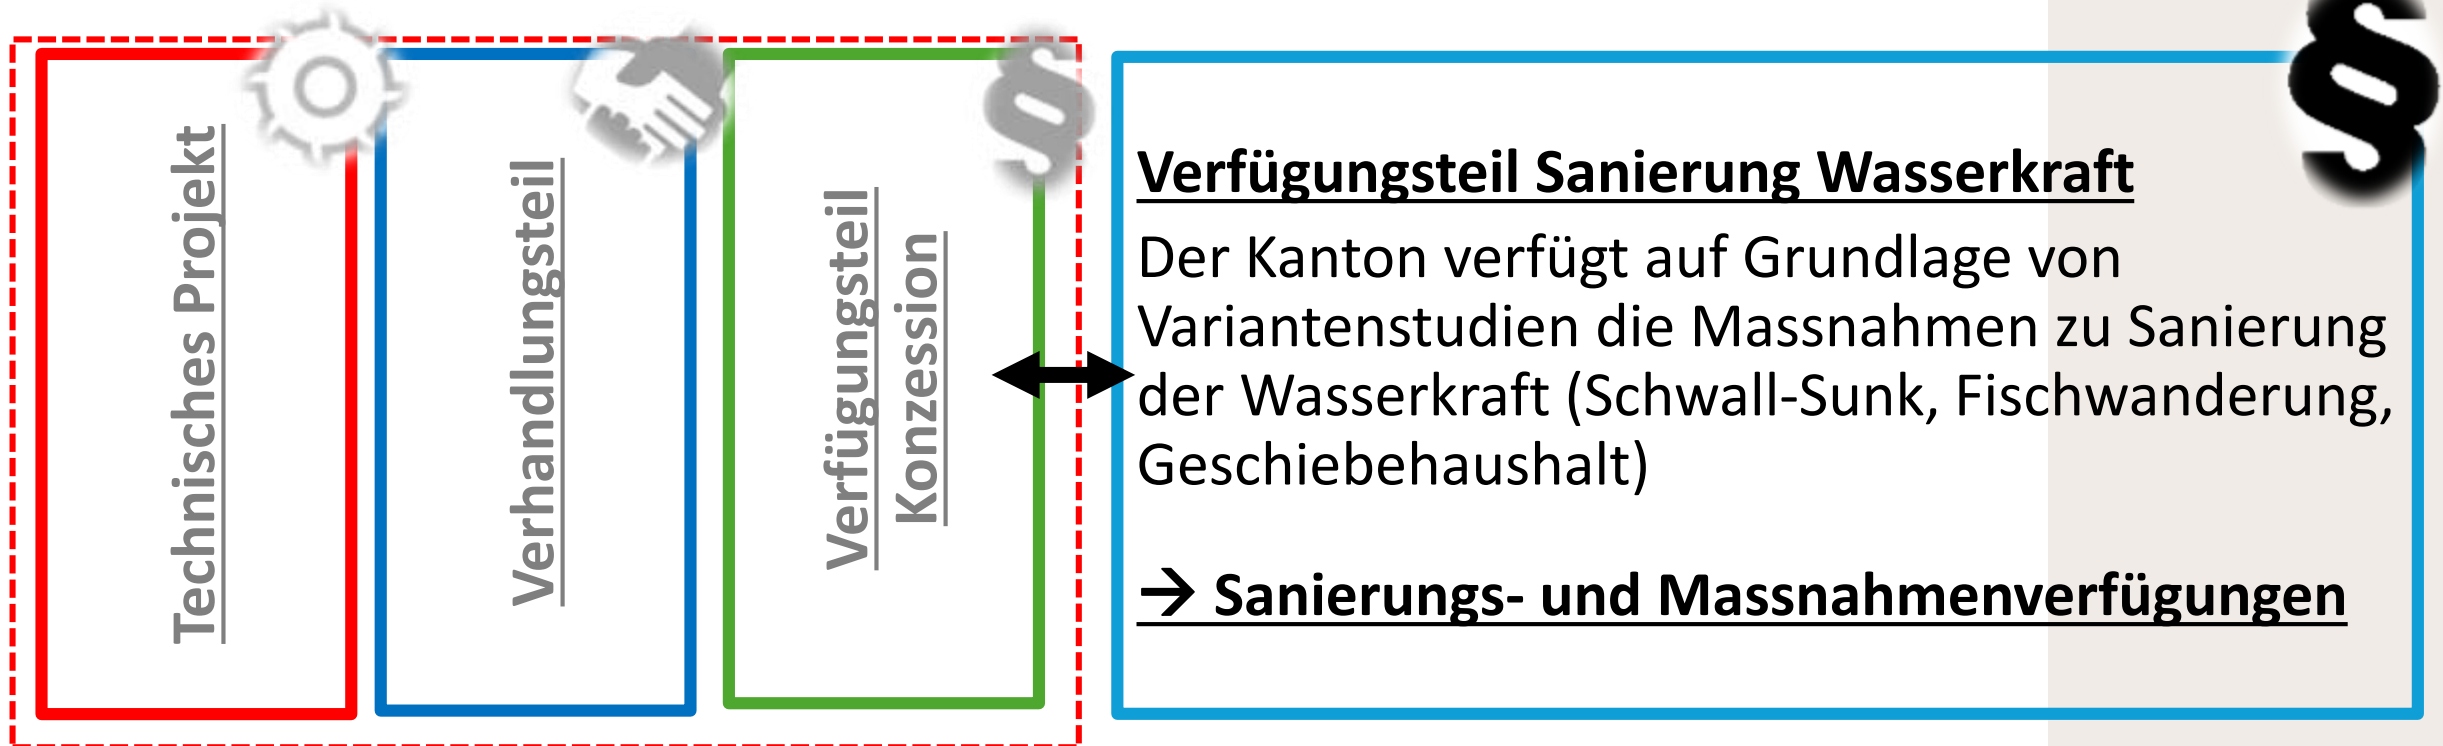 Technisches Projekt
Verhandlungsteil
Verfügungsteil
Konzession
§
§
Verfügungsteil Sanierung Wasserkraft
Der Kanton verfügt auf Grundlage von
Variantenstudien die Massnahmen zu Sanierung
der Wasserkraft (Schwall-Sunk, Fischwanderung,
Geschiebehaushalt)
→ Sanierungs- und Massnahmenverfügungen